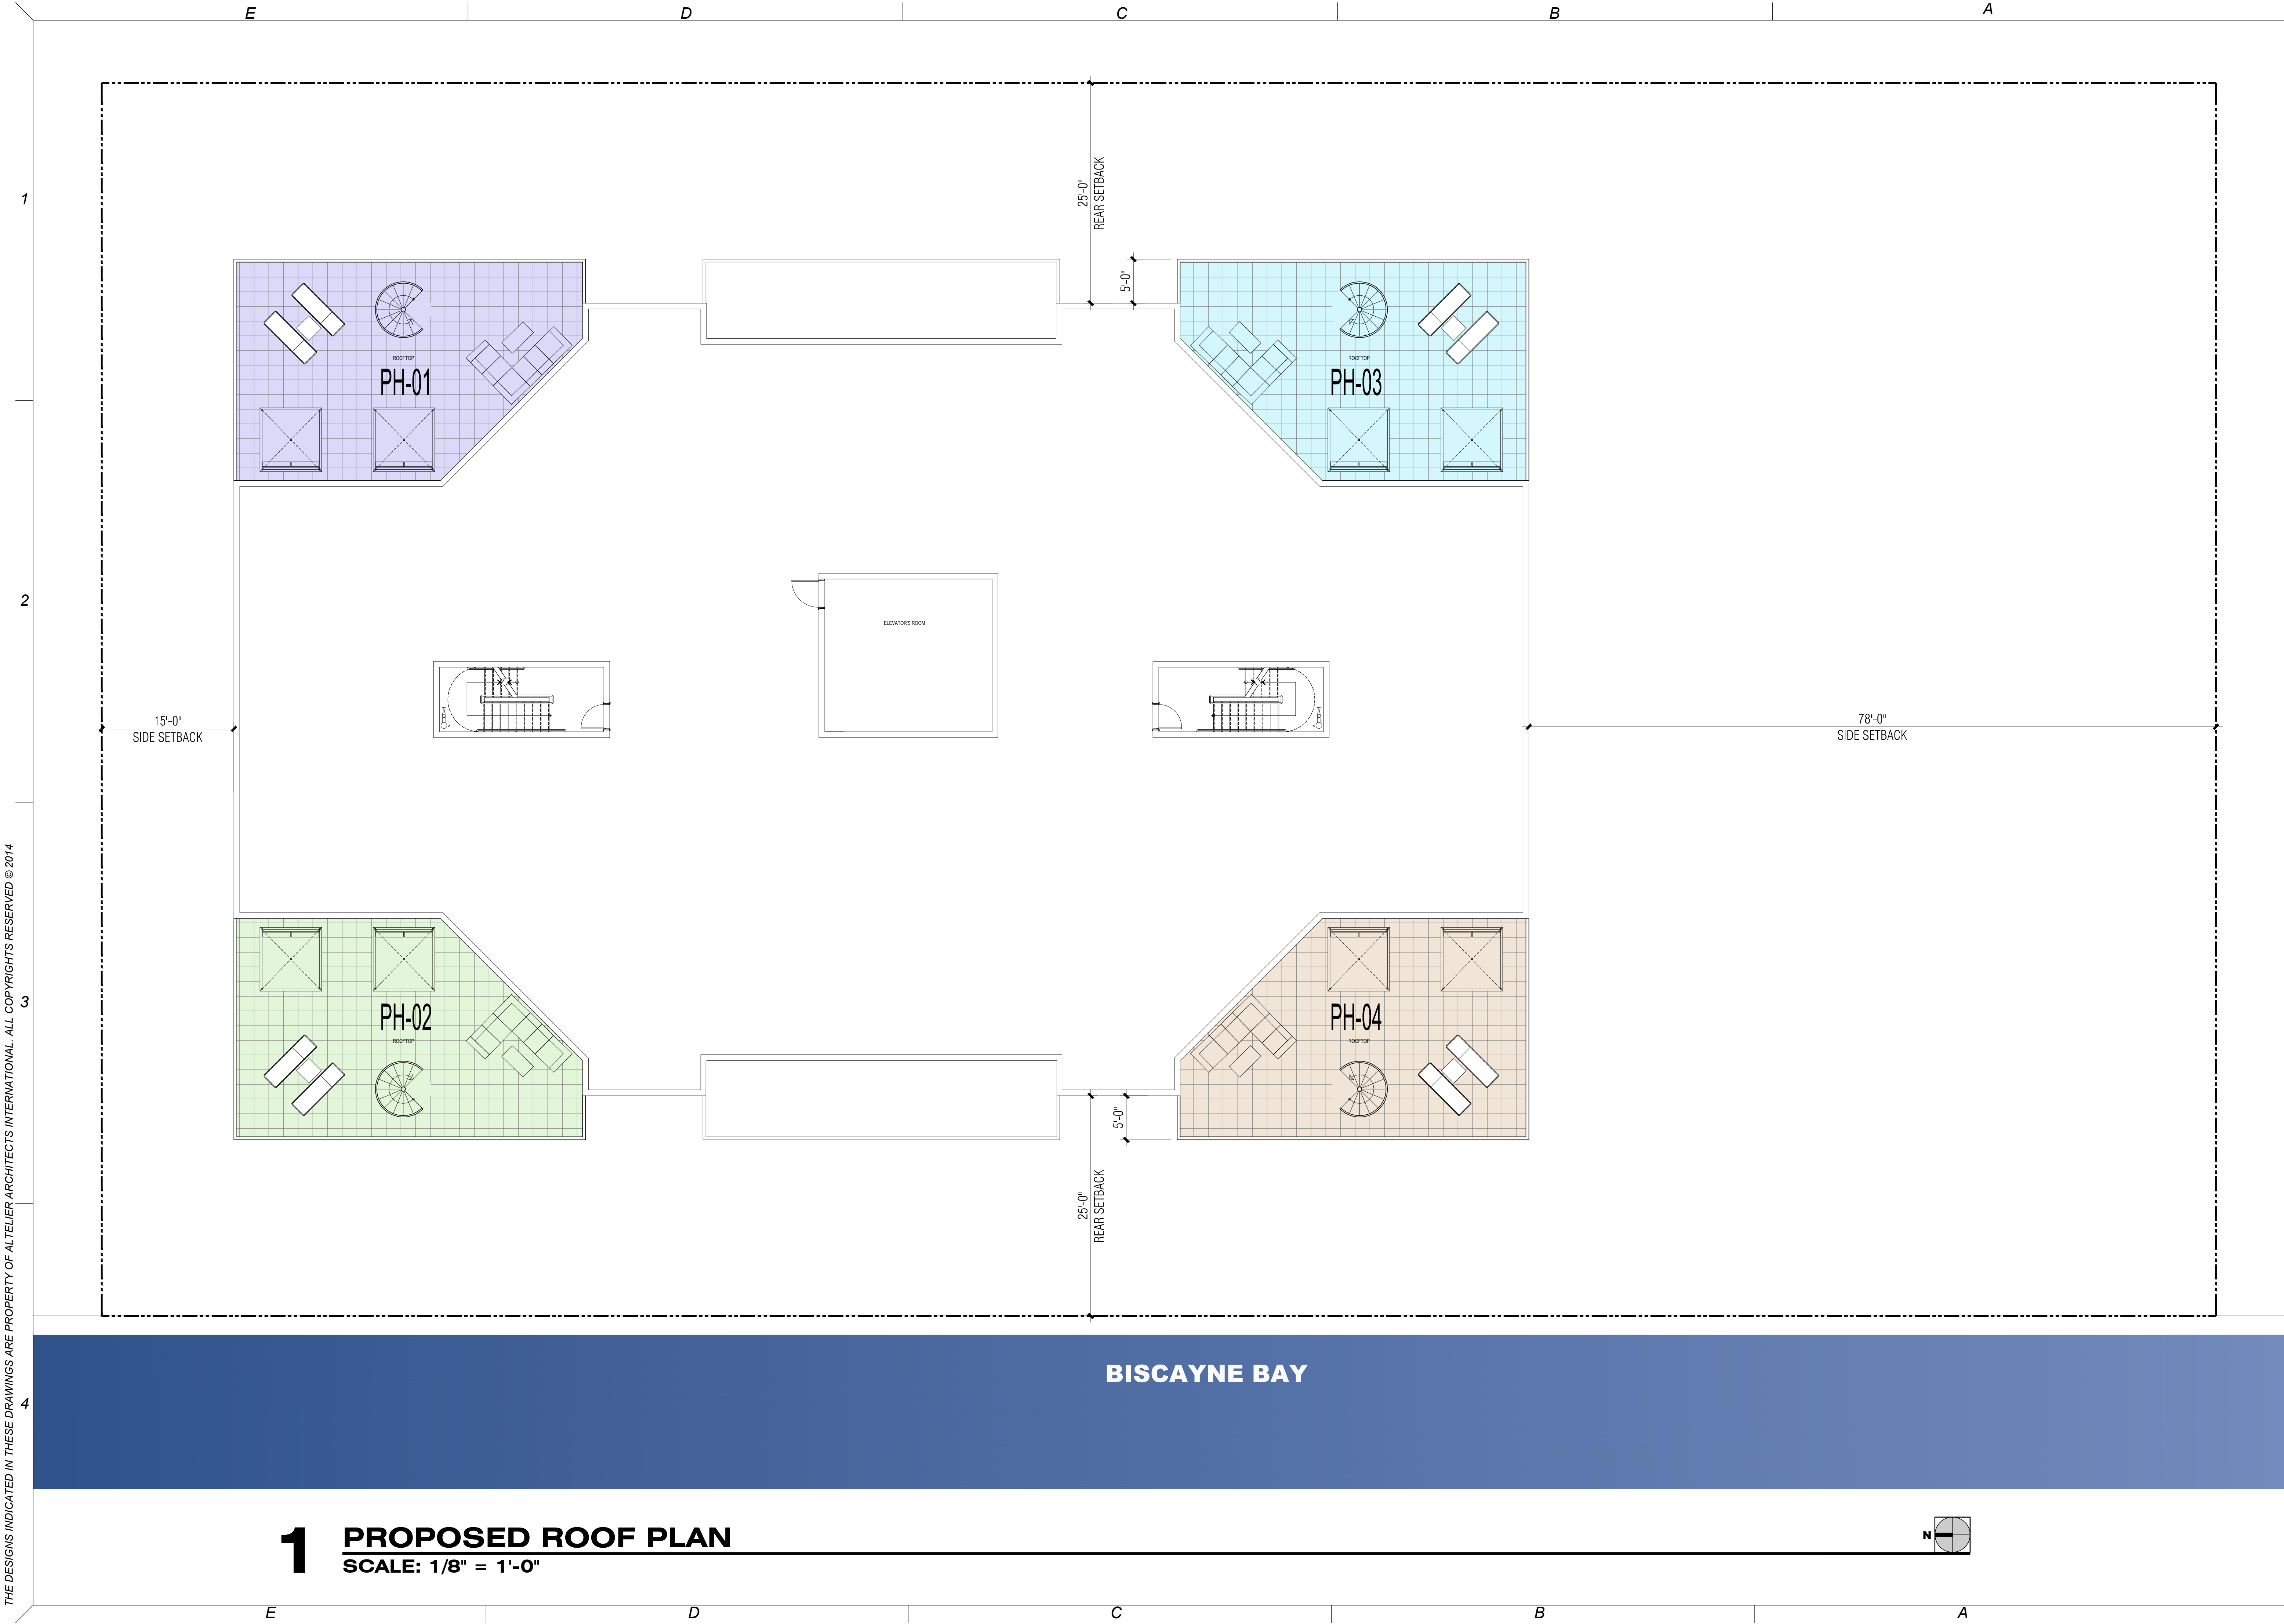 E D C B A
1
25'-0"
REAR SETBACK
5'-0"
ROOFTOP
PH-01
ROOFTOP
PH-03
2
ELEVATOR'S ROOM
15'-0"
SIDE SETBACK
78'-0"
SIDE SETBACK
3
PH-02
ROOFTOP
PH-04
ROOFTOP
5'-0"
25'-0"
REAR SETBACK
BISCAYNE BAY
4
THE DESIGNS INDICATED IN THESE DRAWINGS ARE PROPERTY OF ALTELIER ARCHITECTS INTERNATIONAL. ALL COPYRIGHTS RESERVED © 2014
1 PROPOSED ROOF PLAN
SCALE: 1/8" = 1'-0"
N
E D C B A